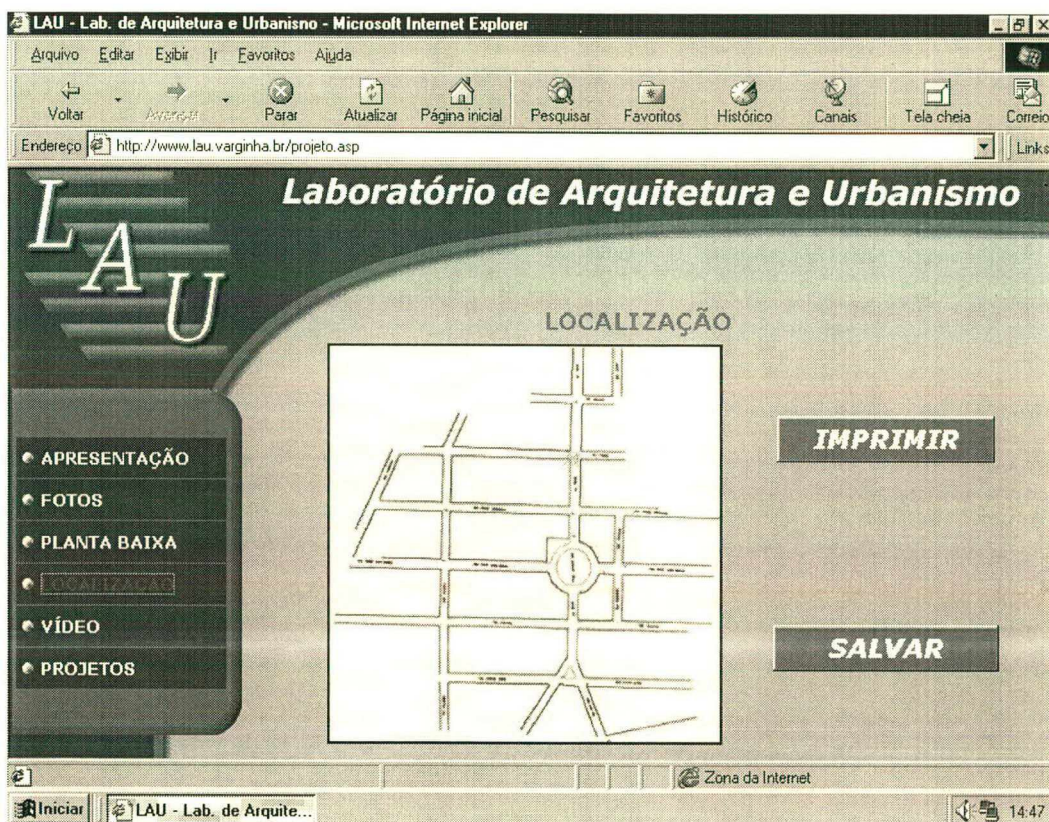 LAU - Lab. de Arquitetura e Urbanisno - Microsoft Internet Explorer
Arquivo Editar Exibir Ir Favoritos Ajuda
Voltar Avançar Parar Atualizar Página inicial Pesquisar Favoritos Histórico Canais Tela cheia Correio
Endereço http://www.lau.varginha.br/projeto.asp Links
LAU
Laboratório de Arquitetura e Urbanismo
LOCALIZAÇÃO
APRESENTAÇÃO
FOTOS
PLANTA BAIXA
LOCALIZAÇÃO
VÍDEO
PROJETOS
IMPRIMIR
SALVAR
Zona da Internet
Iniciar LAU - Lab. de Arquite... 14:47